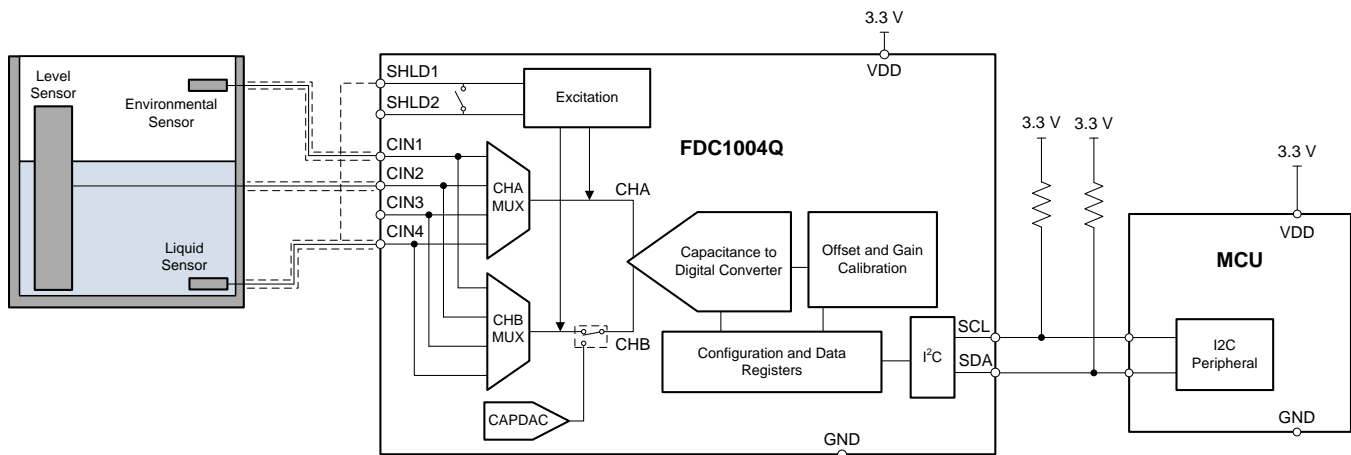 Level
Sensor
Environmental
Sensor
Liquid
Sensor
SHLD1
SHLD2
CIN1
CIN2
CIN3
CIN4
Excitation
FDC1004Q
3.3 V
VDD
CHA
MUX
CHA
CHB
MUX
CHB
CAPDAC
Capacitance to
Digital Converter
Offset and Gain
Calibration
Configuration and Data
Registers
I²C
SCL
SDA
GND
3.3 V
3.3 V
3.3 V
VDD
MCU
I2C
Peripheral
GND